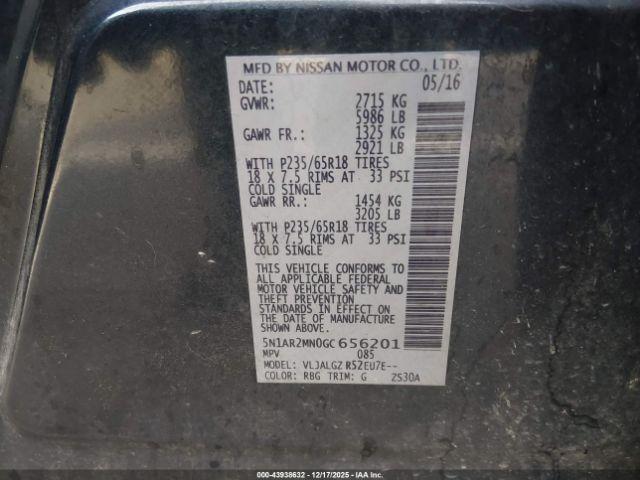 MFD BY NISSAN MOTOR CO., LTD.
DATE: 05/16
GVWR: 2715 KG
5986 LB
GAWR FR.: 1325 KG
2921 LB
WITH P235/65R18 TIRES
18 X 7.5 RIMS AT 33 PSI
COLD SINGLE
GAWR RR.: 1454 KG
3205 LB
WITH P235/65R18 TIRES
18 X 7.5 RIMS AT 33 PSI
COLD SINGLE
THIS VEHICLE CONFORMS TO
ALL APPLICABLE FEDERAL
MOTOR VEHICLE SAFETY AND
THEFT PREVENTION
STANDARDS IN EFFECT ON
THE DATE OF MANUFACTURE
SHOWN ABOVE.
5N1AR2MN0GC656201
MPV 085
MODEL: VLJALGZ R52EU7E--
COLOR: RBG TRIM: G 2S30A
00-43938632 - 12/17/2025 - IAA Inc.